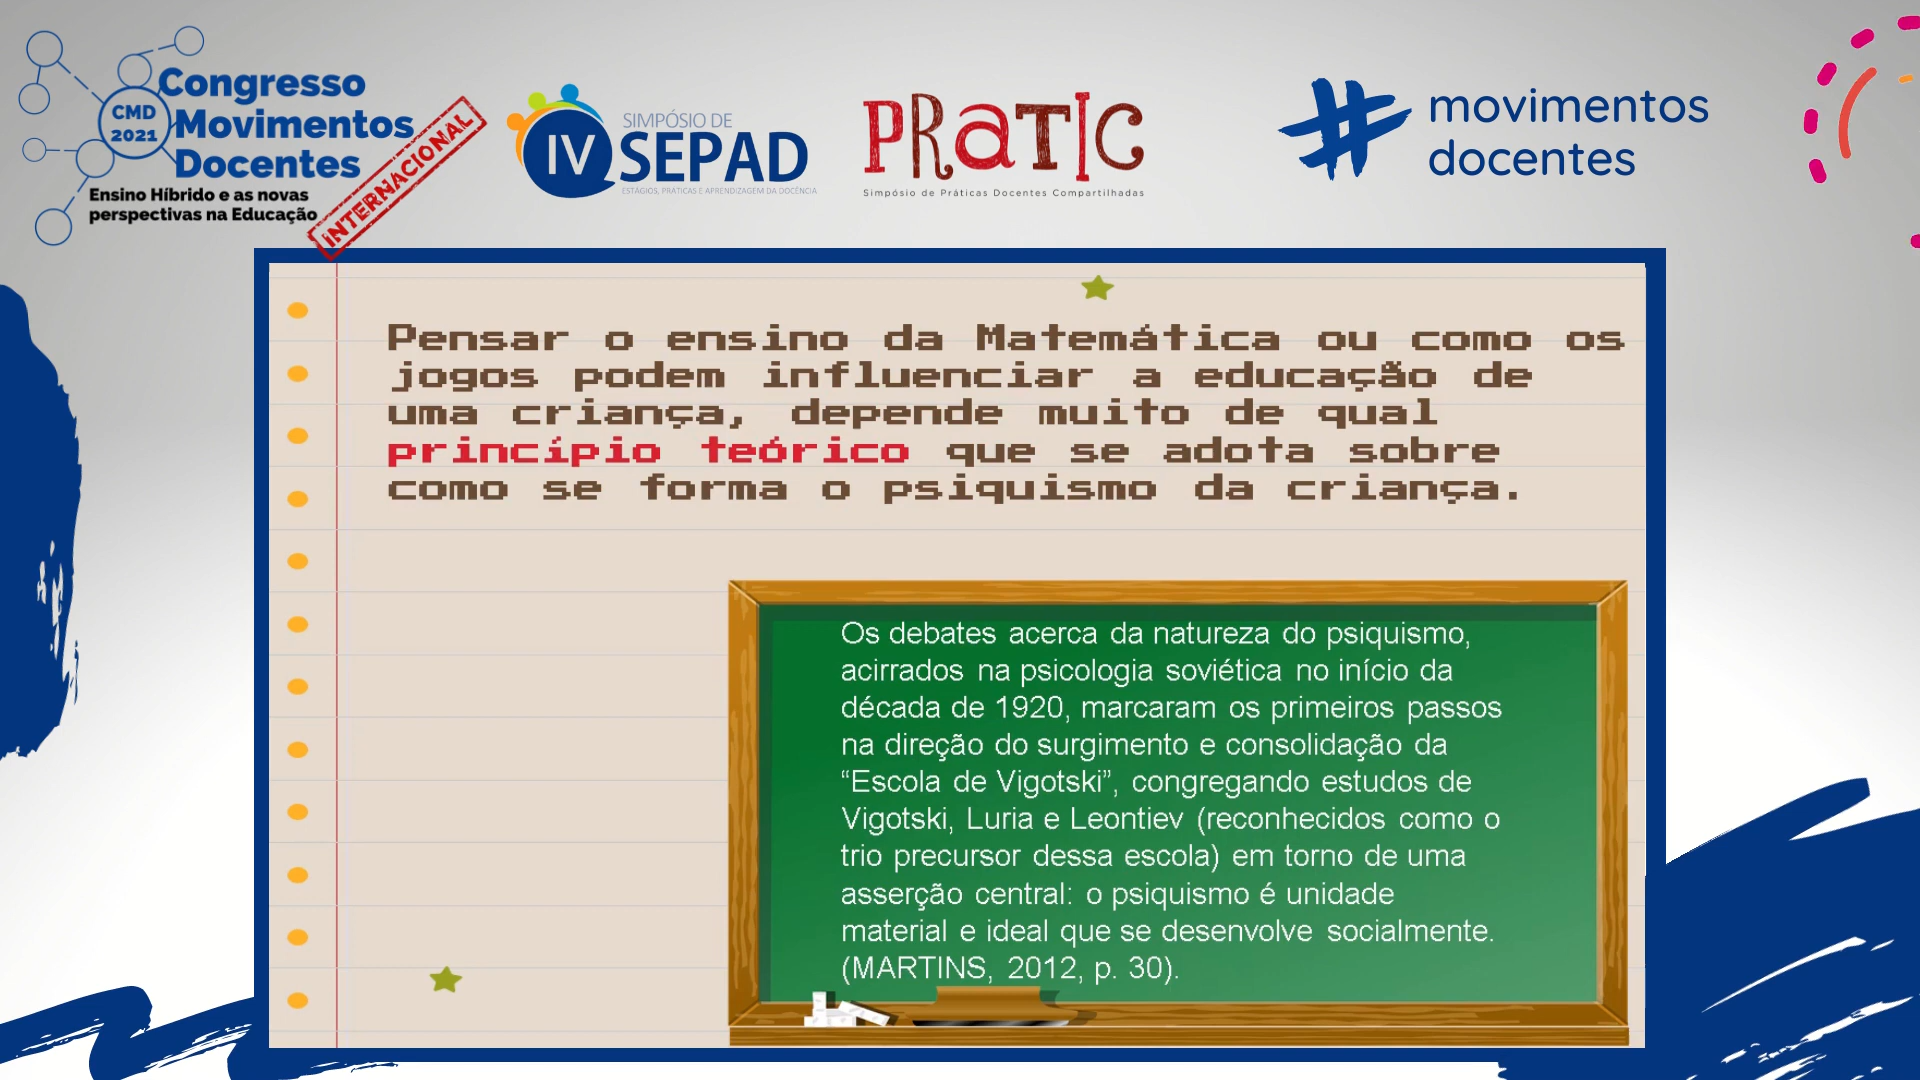 CMD
2021
Congresso
Movimentos
Docentes
Ensino Híbrido e as novas
perspectivas na Educação
INTERNACIONAL
IV
SIMPÓSIO DE
SEPAD
ESTÁGIOS, PRÁTICAS E APRENDIZAGEM DA DOCÊNCIA
PRATIC
Simpósio de Práticas Docentes Compartilhadas
# movimentos
docentes
Pensar o ensino da Matemática ou como os
jogos podem influenciar a educação de
uma criança, depende muito de qual
princípio teórico que se adota sobre
como se forma o psiquismo da criança.
Os debates acerca da natureza do psiquismo,
acirrados na psicologia soviética no início da
década de 1920, marcaram os primeiros passos
na direção do surgimento e consolidação da
“Escola de Vigotski”, congregando estudos de
Vigotski, Luria e Leontiev (reconhecidos como o
trio precursor dessa escola) em torno de uma
asserção central: o psiquismo é unidade
material e ideal que se desenvolve socialmente.
(MARTINS, 2012, p. 30).